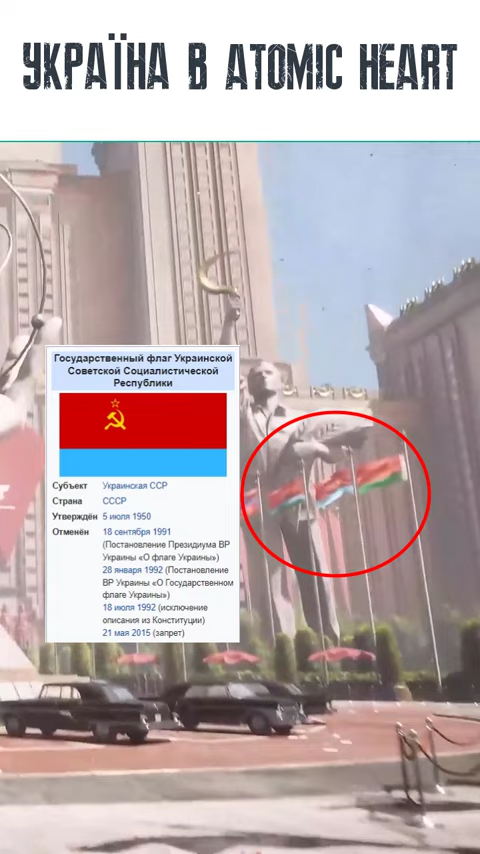 УКРАЇНА В ATOMIC HEART
Государственный флаг Украинской
Советской Социалистической
Республики
Субъект Украинская ССР
Страна СССР
Утверждён 5 июля 1950
Отменён 18 сентября 1991
(Постановление Президиума ВР
Украины «О флаге Украины»)
28 января 1992 (Постановление
ВР Украины «О Государственном
флаге Украины»)
18 июля 1992 (исключение
описания из Конституции)
21 мая 2015 (запрет)